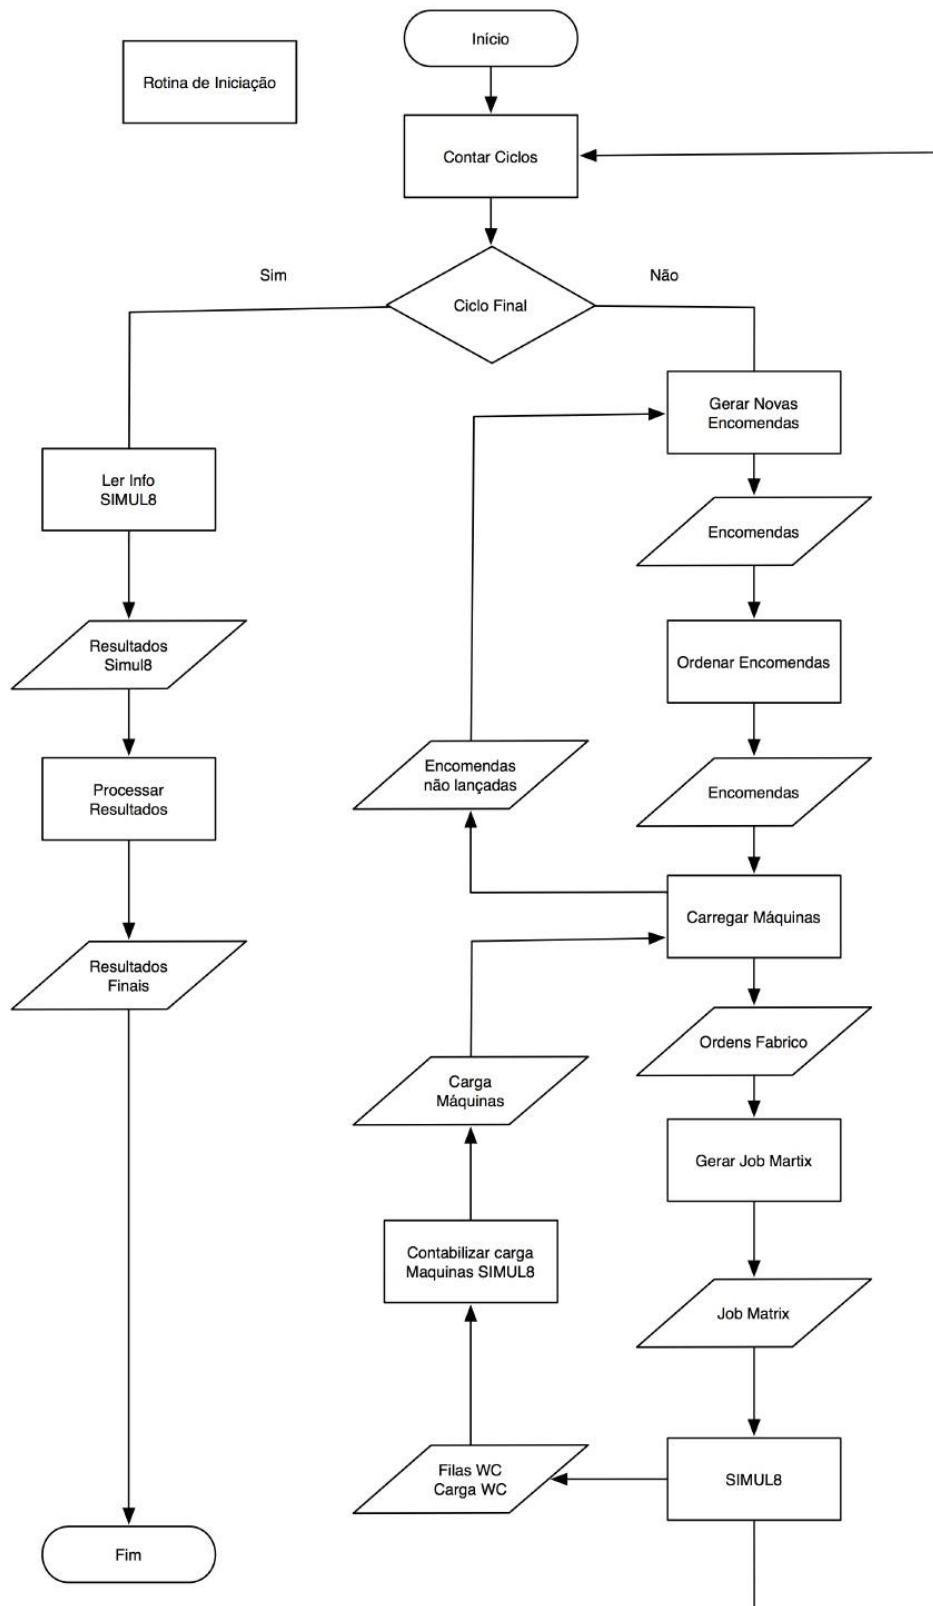 Início
Rotina de Iniciação
Contar Ciclos
Sim
Não
Ciclo Final
Gerar Novas
Encomendas
Ler Info
SIMUL8
Encomendas
Resultados
Simul8
Ordenar Encomendas
Encomendas
não lançadas
Processar
Resultados
Encomendas
Carregar Máquinas
Resultados
Finais
Ordens Fabrico
Carga
Máquinas
Gerar Job Martix
Contabilizar carga
Maquinas SIMUL8
Job Matrix
Filas WC
Carga WC
SIMUL8
Fim